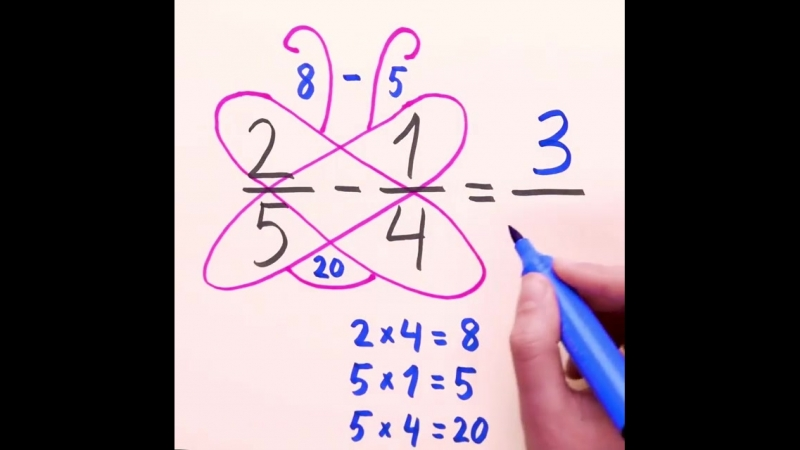 8 - 5
2/5 - 1/4 = 3/
20
2 × 4 = 8
5 × 1 = 5
5 × 4 = 20